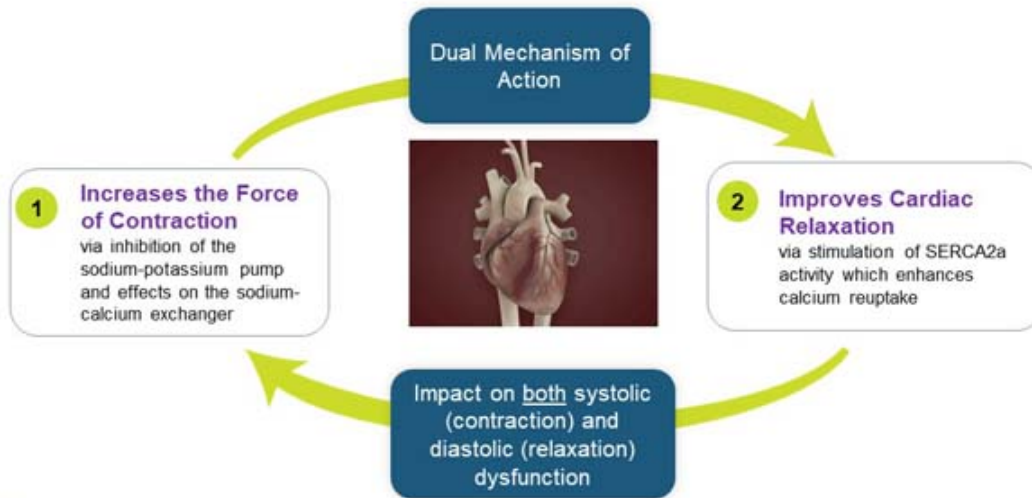 Dual Mechanism of
Action
1
Increases the Force
of Contraction
via inhibition of the
sodium-potassium pump
and effects on the sodium-
calcium exchanger
2
Improves Cardiac
Relaxation
via stimulation of SERCA2a
activity which enhances
calcium reuptake
Impact on both systolic
(contraction) and
diastolic (relaxation)
dysfunction